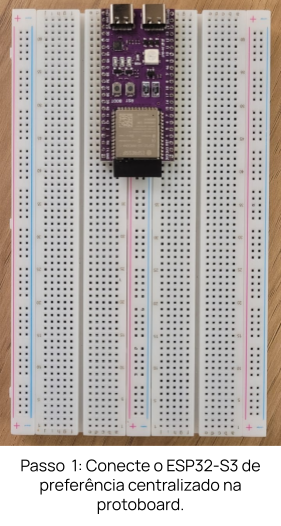 Passo 1: Conecte o ESP32-S3 de
preferência centralizado na
protoboard.